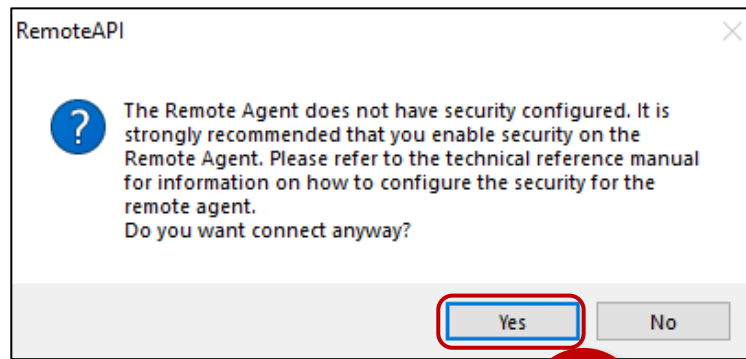 RemoteAPI
The Remote Agent does not have security configured. It is
strongly recommended that you enable security on the
Remote Agent. Please refer to the technical reference manual
for information on how to configure the security for the
remote agent.
Do you want connect anyway?
Yes
No